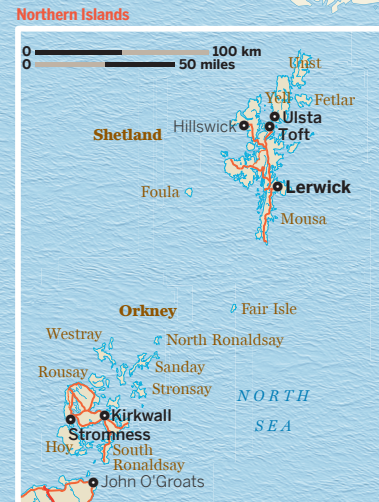 Northern Islands
0 100 km
0 50 miles
Unst
Yell Fetlar
Ulsta
Hillswick Toft
Shetland
Foula Lerwick
Mousa
Fair Isle
Orkney
Westray North Ronaldsay
Rousay Sanday
Stronsay
NORTH
SEA
Kirkwall
Stromness
Hoy South
Ronaldsay
John O'Groats